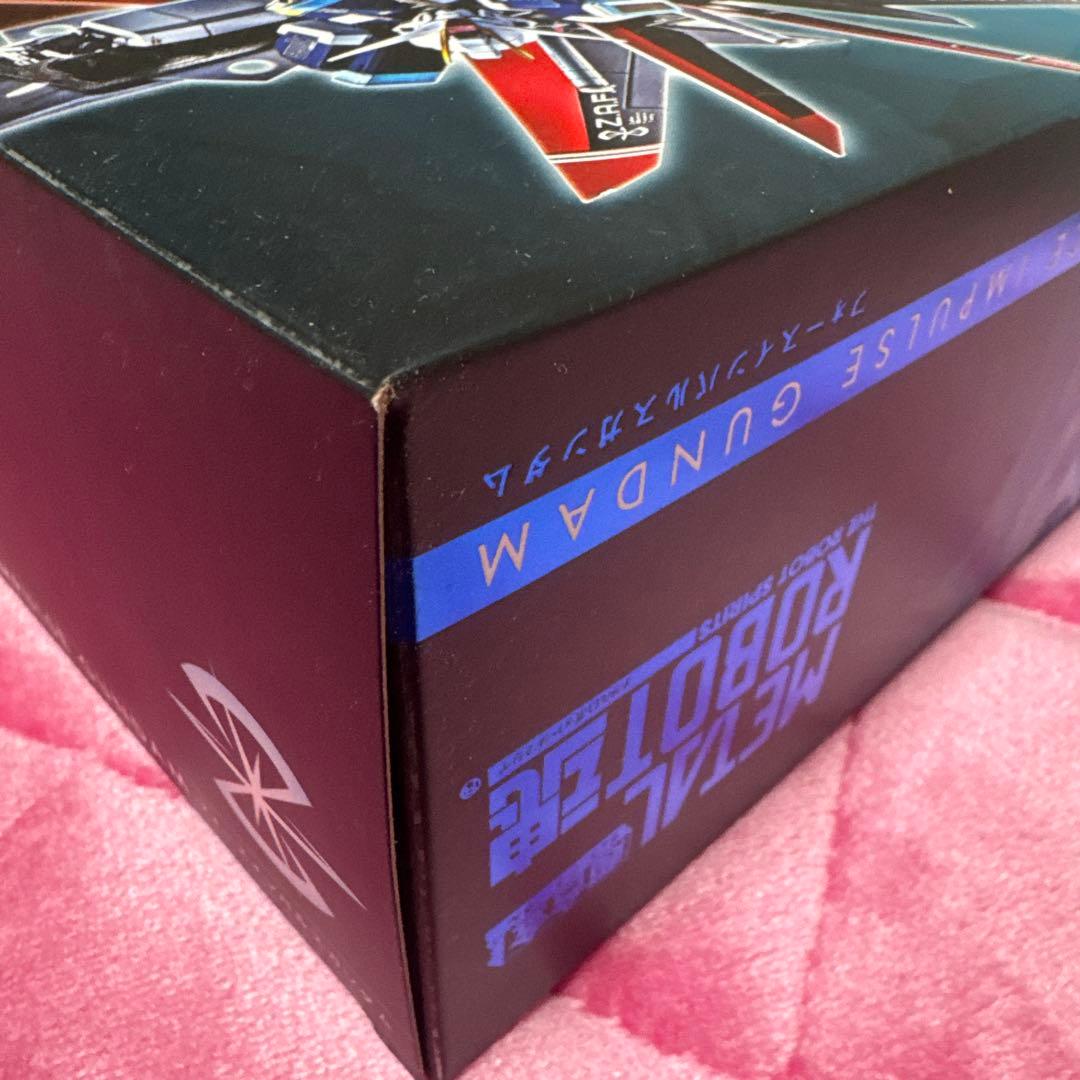 Z.A.F.T
CE IMPULSE GUNDAM
フォースインパルスガンダム
METAL
ROBOT魂
THE ROBOT SPIRITS